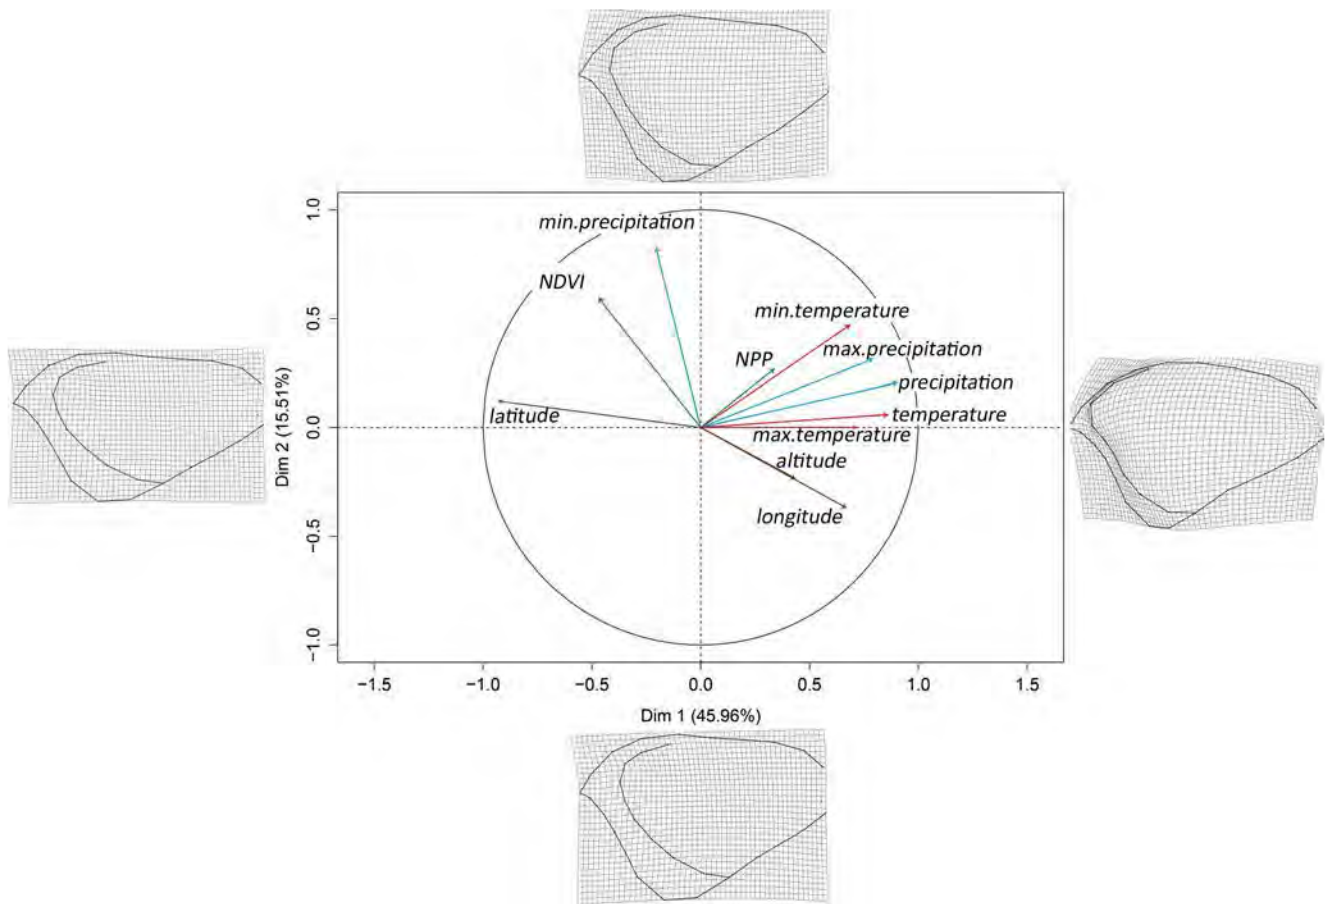 min.precipitation
NDVI
min.temperature
NPP
max.precipitation
precipitation
latitude
temperature
max.temperature
altitude
longitude
1.0
0.5
0.0
−0.5
−1.0
Dim 2 (15.51%)
−1.5
−1.0
−0.5
0.0
0.5
1.0
1.5
Dim 1 (45.96%)